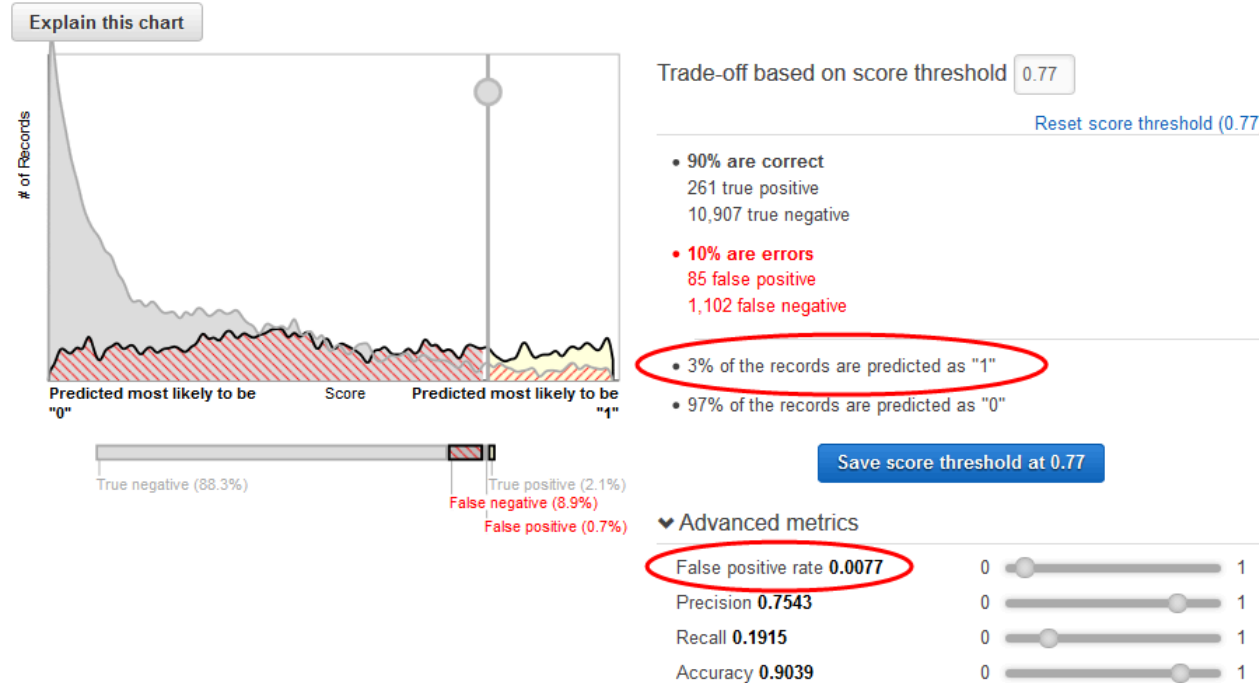 Explain this chart
# of Records
Predicted most likely to be "0"
Score
Predicted most likely to be "1"
True negative (88.3%)
True positive (2.1%)
False negative (8.9%)
False positive (0.7%)
Trade-off based on score threshold 0.77
Reset score threshold (0.77
• 90% are correct
261 true positive
10,907 true negative
• 10% are errors
85 false positive
1,102 false negative
• 3% of the records are predicted as "1"
• 97% of the records are predicted as "0"
Save score threshold at 0.77
Advanced metrics
False positive rate 0.0077 0 1
Precision 0.7543 0 1
Recall 0.1915 0 1
Accuracy 0.9039 0 1